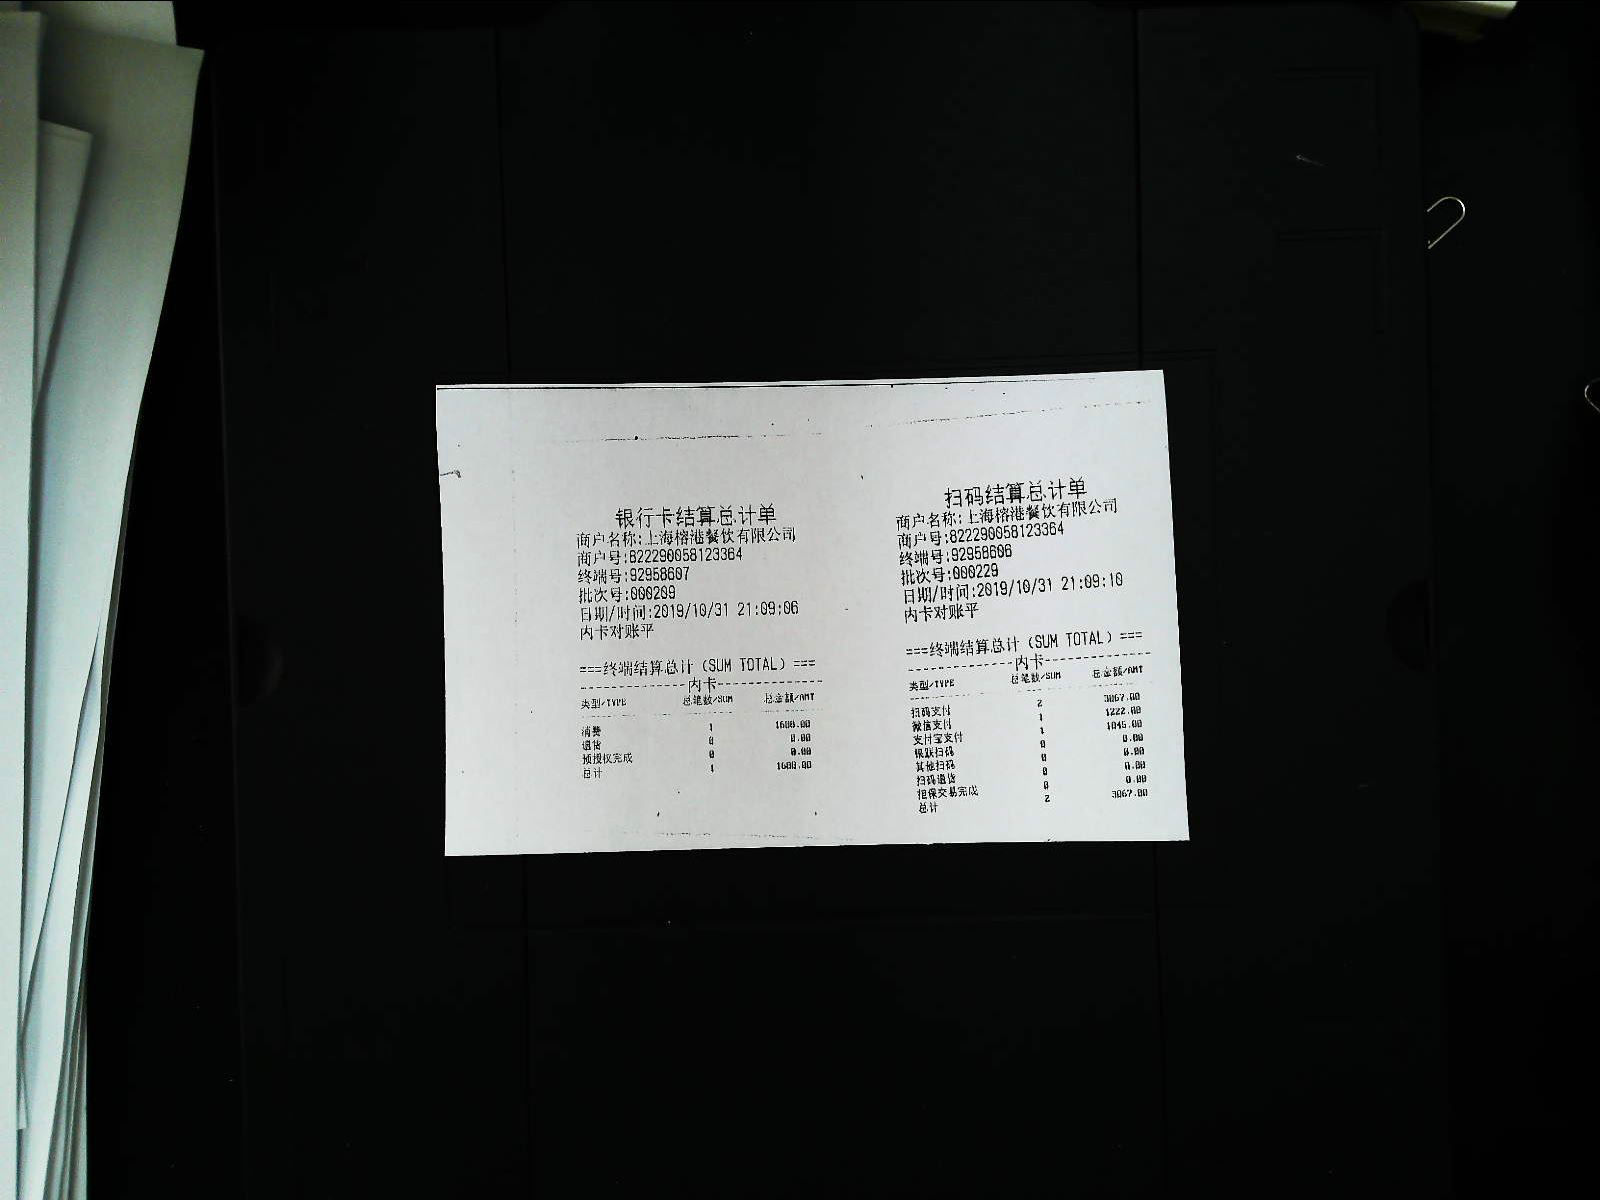 银行卡结算总计单
商户名称:上海榕港餐饮有限公司
商户号:822290058123364
终端号:92958607
批次号:000209
日期/时间:2019/10/31 21:09:06
内卡对账平
===终端结算总计（SUM TOTAL）===
内卡
类型/TYPE 总笔数/SUM 总金额/AMT
消费 1
退货 0 0.00
预授权完成 0 0.00
总计 1
扫码结算总计单
商户名称:上海榕港餐饮有限公司
商户号:822290058123364
终端号:92958606
批次号:000229
日期/时间:2019/10/31 21:09:10
内卡对账平
===终端结算总计（SUM TOTAL）===
内卡
类型/TYPE 总笔数/SUM 总金额/AMT
扫码支付 2 3067.00
微信支付 1 1222.00
支付宝支付 1 1845.00
银联扫码 0 0.00
其他扫码 0 0.00
扫码退货 0 0.00
担保交易完成 0 0.00
总计 2 3067.00